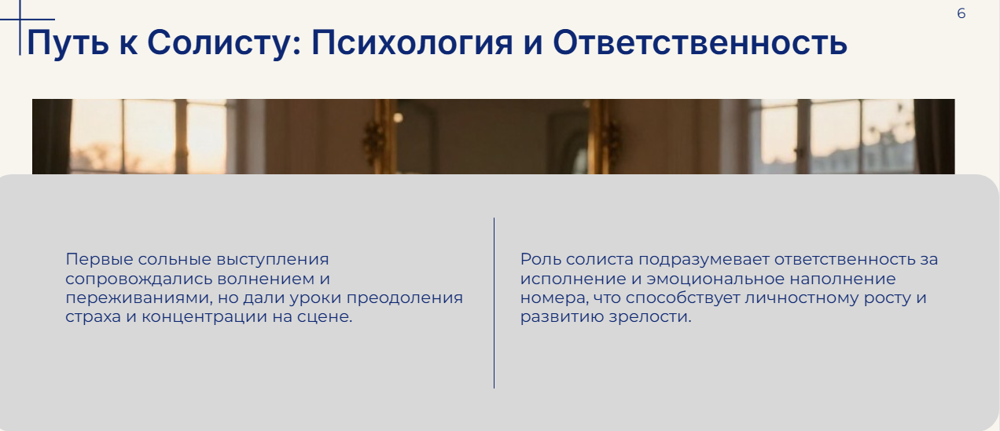 6
Путь к Солисту: Психология и Ответственность
Первые сольные выступления
сопровождались волнением и
переживаниями, но дали уроки преодоления
страха и концентрации на сцене.
Роль солиста подразумевает ответственность за
исполнение и эмоциональное наполнение
номера, что способствует личностному росту и
развитию зрелости.